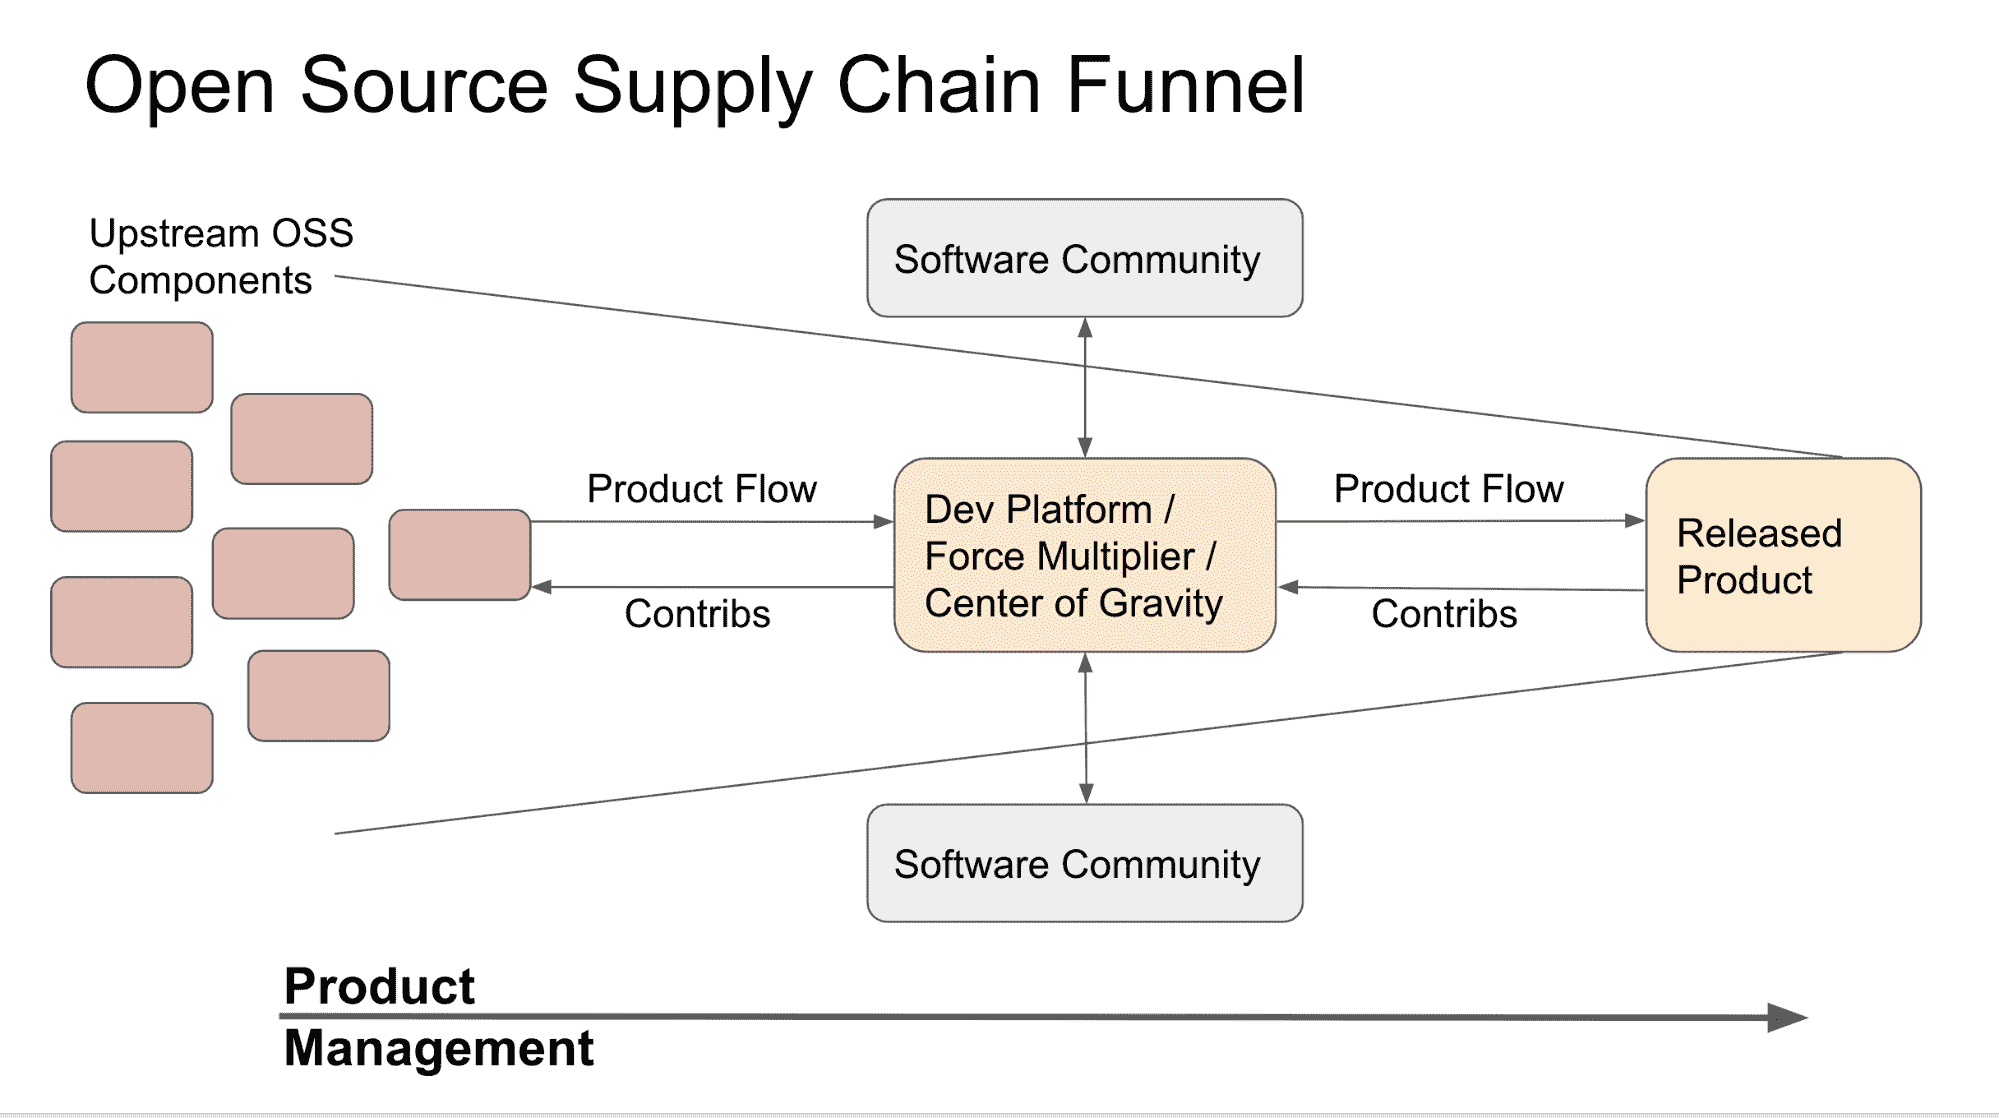 Open Source Supply Chain Funnel
Upstream OSS
Components
Software Community
Product Flow
Contribs
Dev Platform /
Force Multiplier /
Center of Gravity
Product Flow
Contribs
Released
Product
Software Community
Product
Management